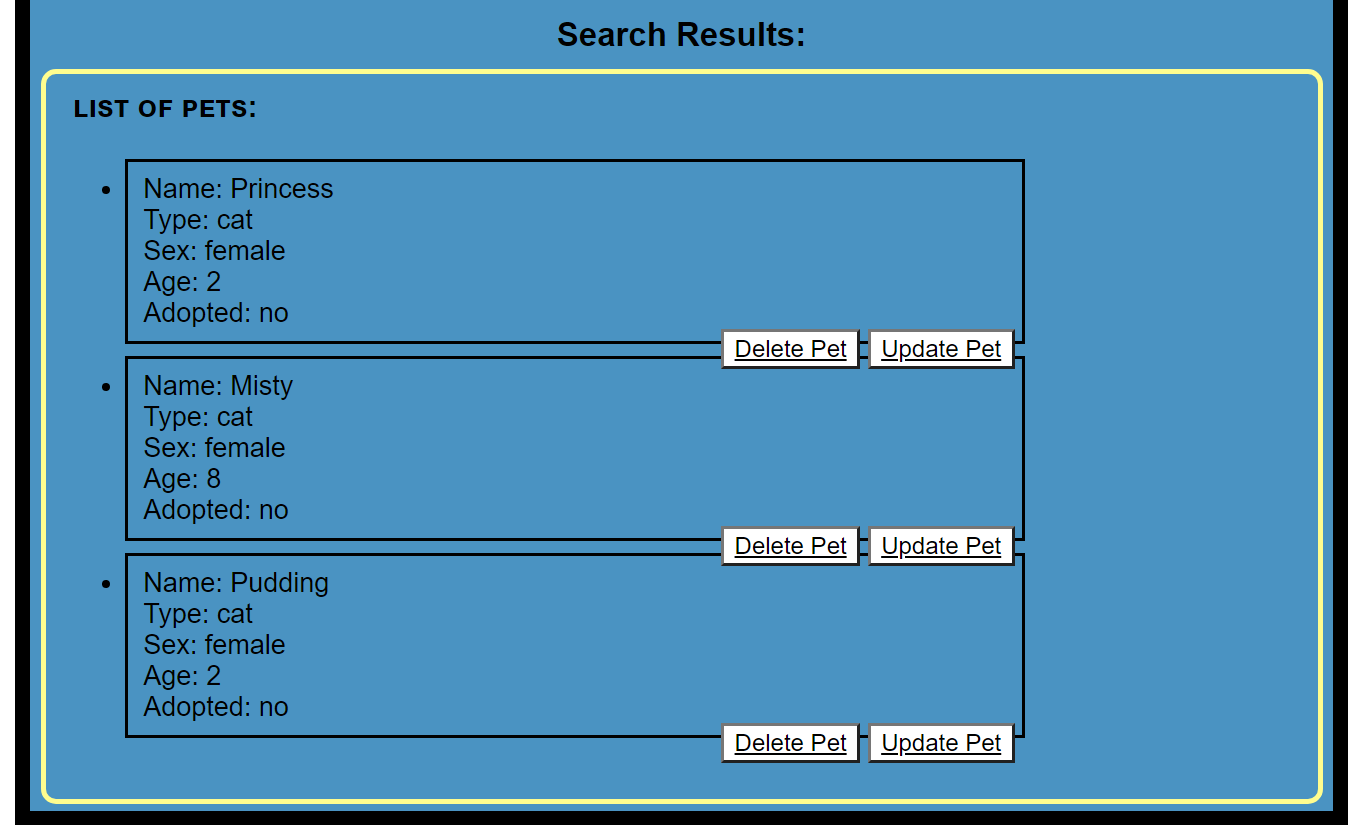 Search Results:
LIST OF PETS:
Name: Princess
Type: cat
Sex: female
Age: 2
Adopted: no
Delete Pet Update Pet
Name: Misty
Type: cat
Sex: female
Age: 8
Adopted: no
Delete Pet Update Pet
Name: Pudding
Type: cat
Sex: female
Age: 2
Adopted: no
Delete Pet Update Pet